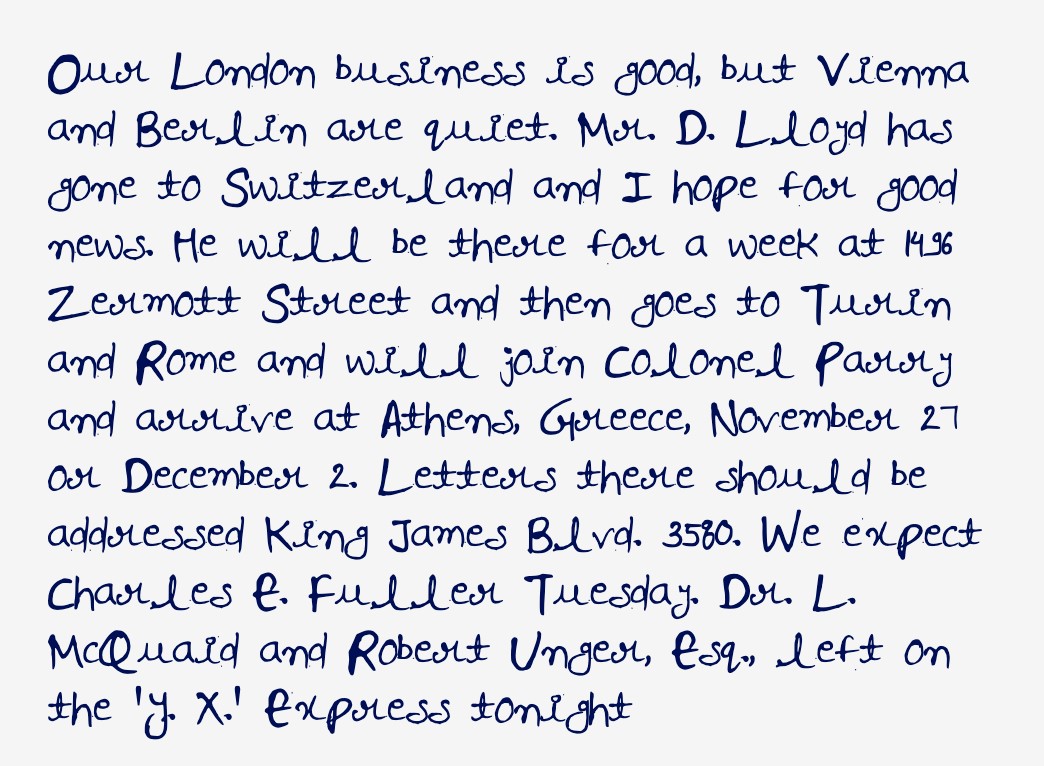 Our London business is good, but Vienna
and Berlin are quiet. Mr. D. Lloyd has
gone to Switzerland and I hope for good
news. He will be there for a week at 1496
Zermott Street and then goes to Turin
and Rome and will join Colonel Parry
and arrive at Athens, Greece, November 27
or December 2. Letters there should be
addressed King James Blvd. 3580. We expect
Charles E. Fuller Tuesday. Dr. L.
McQuaid and Robert Unger, Esq., left on
the 'Y. X.' Express tonight